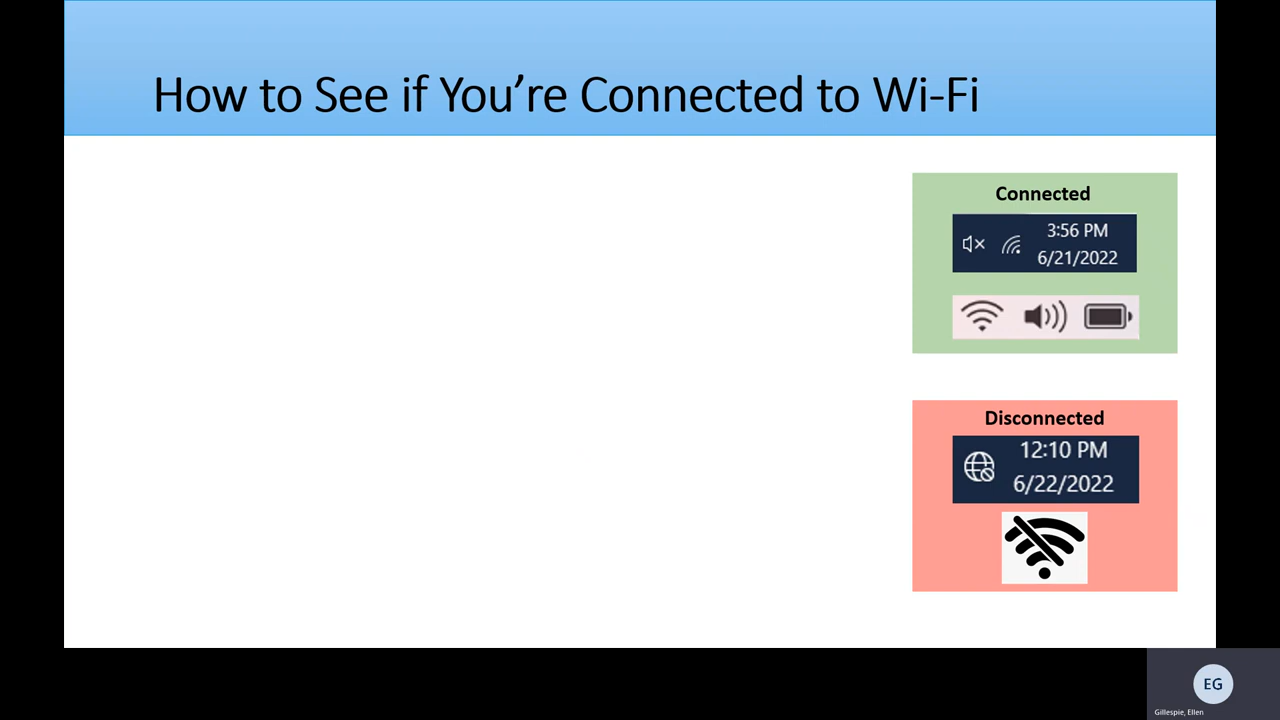 How to See if You’re Connected to Wi-Fi
Connected
3:56 PM
6/21/2022
Disconnected
12:10 PM
6/22/2022
EG
Gillespie, Ellen